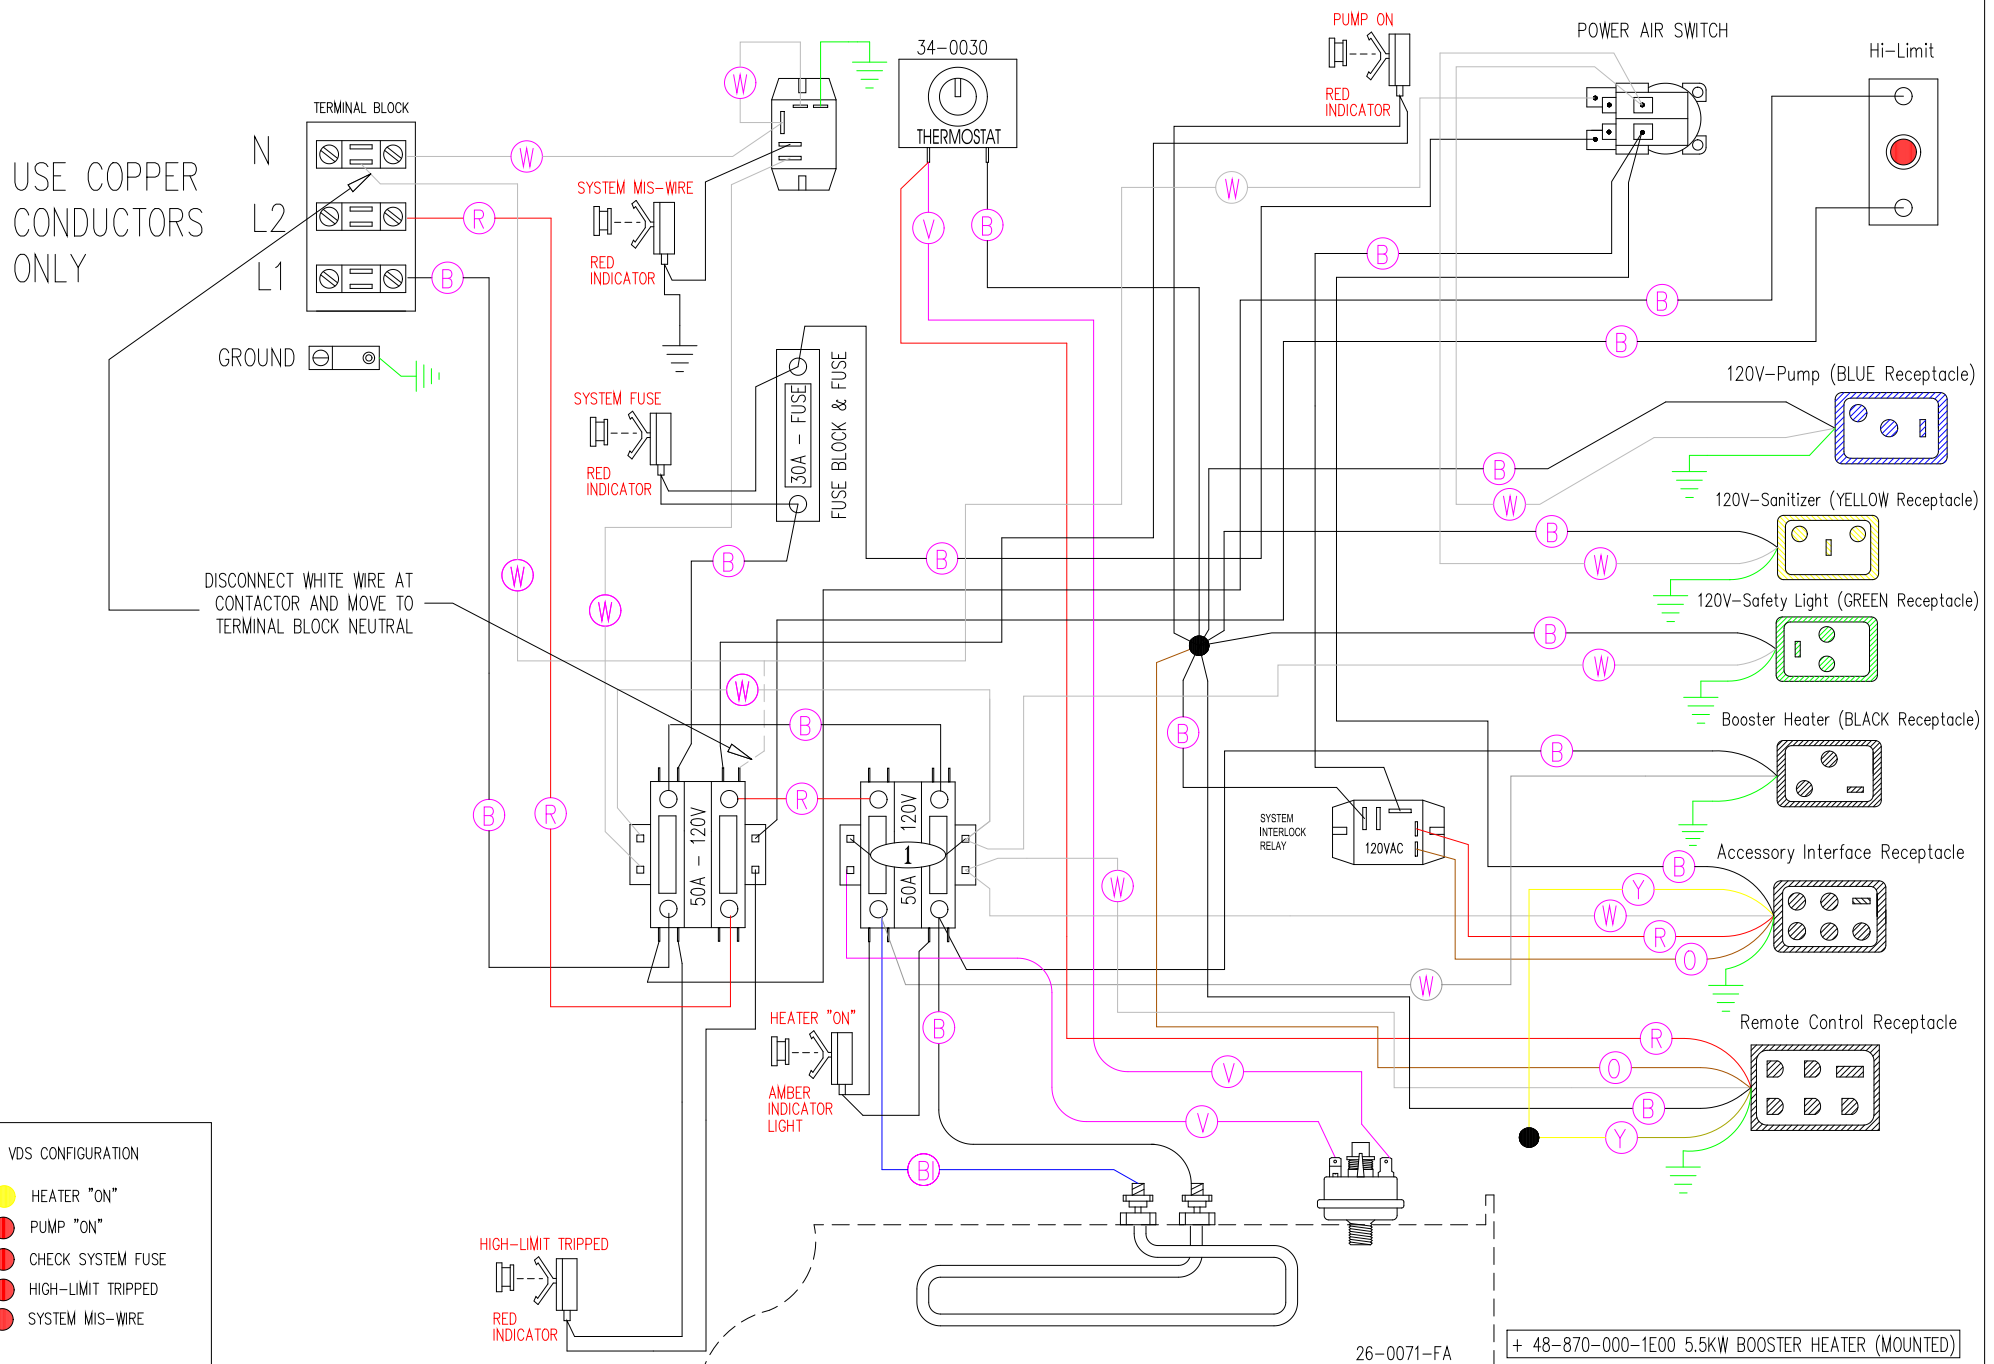 34-0030
THERMOSTAT
PUMP ON
RED
INDICATOR
POWER AIR SWITCH
Hi-Limit
TERMINAL BLOCK
N
L2
L1
GROUND
USE COPPER
CONDUCTORS
ONLY
W
W
R
B
V
B
W
B
B
B
SYSTEM MIS-WIRE
RED
INDICATOR
SYSTEM FUSE
RED
INDICATOR
30A - FUSE
FUSE BLOCK & FUSE
120V-Pump (BLUE Receptacle)
B
W
120V-Sanitizer (YELLOW Receptacle)
B
W
120V-Safety Light (GREEN Receptacle)
B
W
Booster Heater (BLACK Receptacle)
B
DISCONNECT WHITE WIRE AT
CONTACTOR AND MOVE TO
TERMINAL BLOCK NEUTRAL
W
W
B
B
W
B
B
R
B
R
50A - 120V
50A
120V
1
W
SYSTEM
INTERLOCK
RELAY
120VAC
Accessory Interface Receptacle
B
Y
W
R
O
W
Remote Control Receptacle
R
O
B
Y
V
V
B
Bl
HEATER "ON"
AMBER
INDICATOR
LIGHT
HIGH-LIMIT TRIPPED
RED
INDICATOR
VDS CONFIGURATION
HEATER "ON"
PUMP "ON"
CHECK SYSTEM FUSE
HIGH-LIMIT TRIPPED
SYSTEM MIS-WIRE
26-0071-FA
+ 48-870-000-1E00 5.5KW BOOSTER HEATER (MOUNTED)